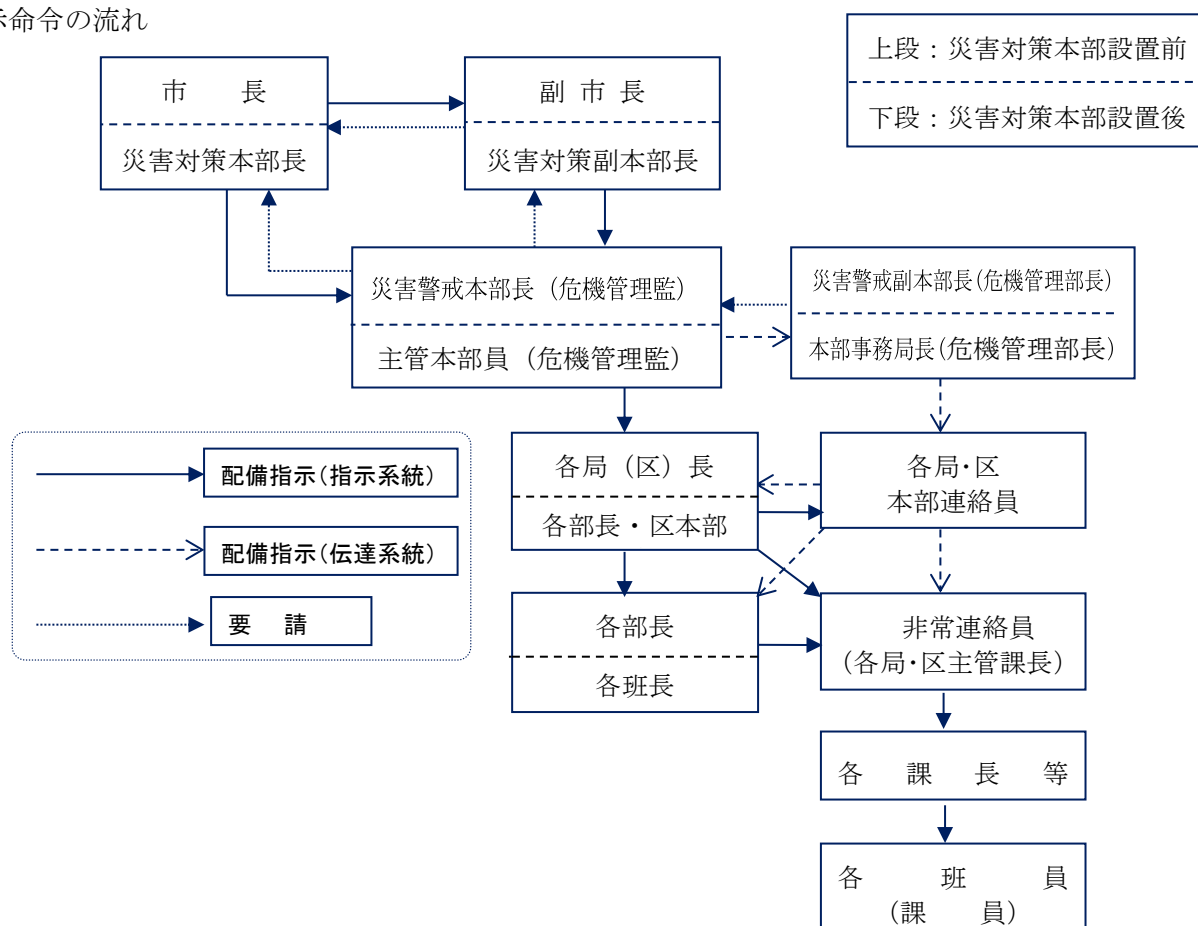 示命令の流れ
上段：災害対策本部設置前
下段：災害対策本部設置後
市 長
災害対策本部長
副 市 長
災害対策副本部長
災害警戒本部長（危機管理監）
主管本部員（危機管理監）
災害警戒副本部長(危機管理部長)
本部事務局長(危機管理部長)
配備指示(指示系統)
配備指示(伝達系統)
要 請
各局（区）長
各部長・区本部
各局・区
本部連絡員
各部長
各班長
非常連絡員
(各局・区主管課長)
各 課 長 等
各 班 員
(課 員)